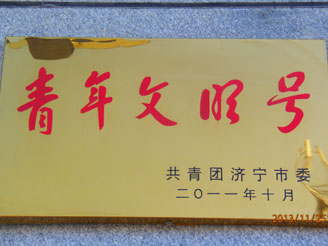 青年文明号
共青团济宁市委
二〇一一年十月